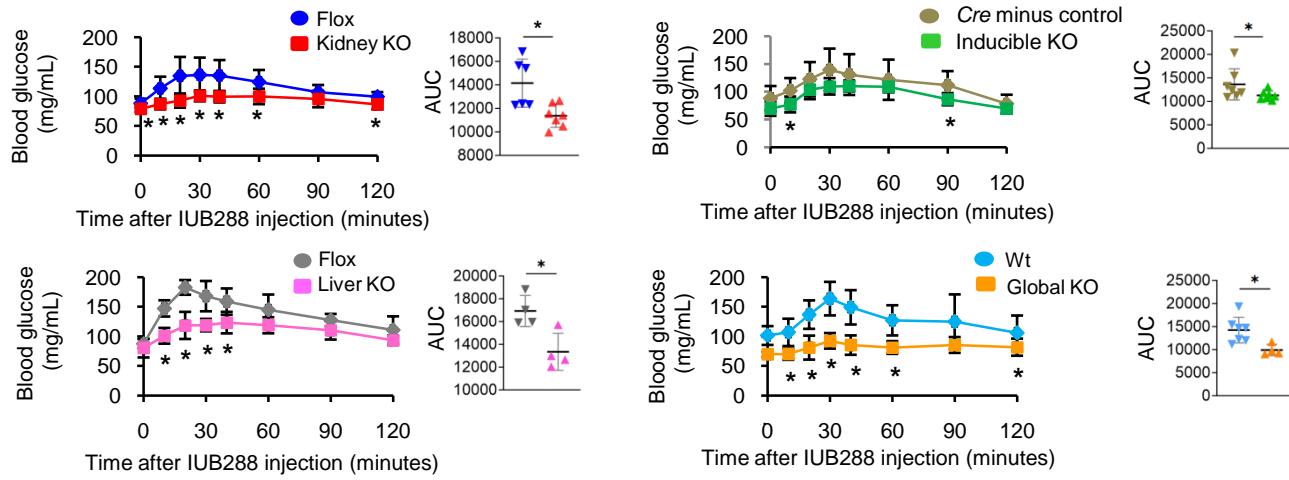 Flox
Kidney KO
Blood glucose
(mg/mL)
200
150
100
50
0
* * * * * * *
0 30 60 90 120
Time after IUB288 injection (minutes)
AUC
18000
16000
14000
12000
10000
8000
*
Cre minus control
Inducible KO
Blood glucose
(mg/mL)
200
150
100
50
0
* *
0 30 60 90 120
Time after IUB288 injection (minutes)
AUC
25000
20000
15000
10000
5000
0
*
Flox
Liver KO
Blood glucose
(mg/mL)
200
150
100
50
0
* * * *
0 30 60 90 120
Time after IUB288 injection (minutes)
AUC
20000
18000
16000
14000
12000
10000
*
Wt
Global KO
Blood glucose
(mg/mL)
200
150
100
50
0
* * * * * *
0 30 60 90 120
Time after IUB288 injection (minutes)
AUC
25000
20000
15000
10000
5000
0
*